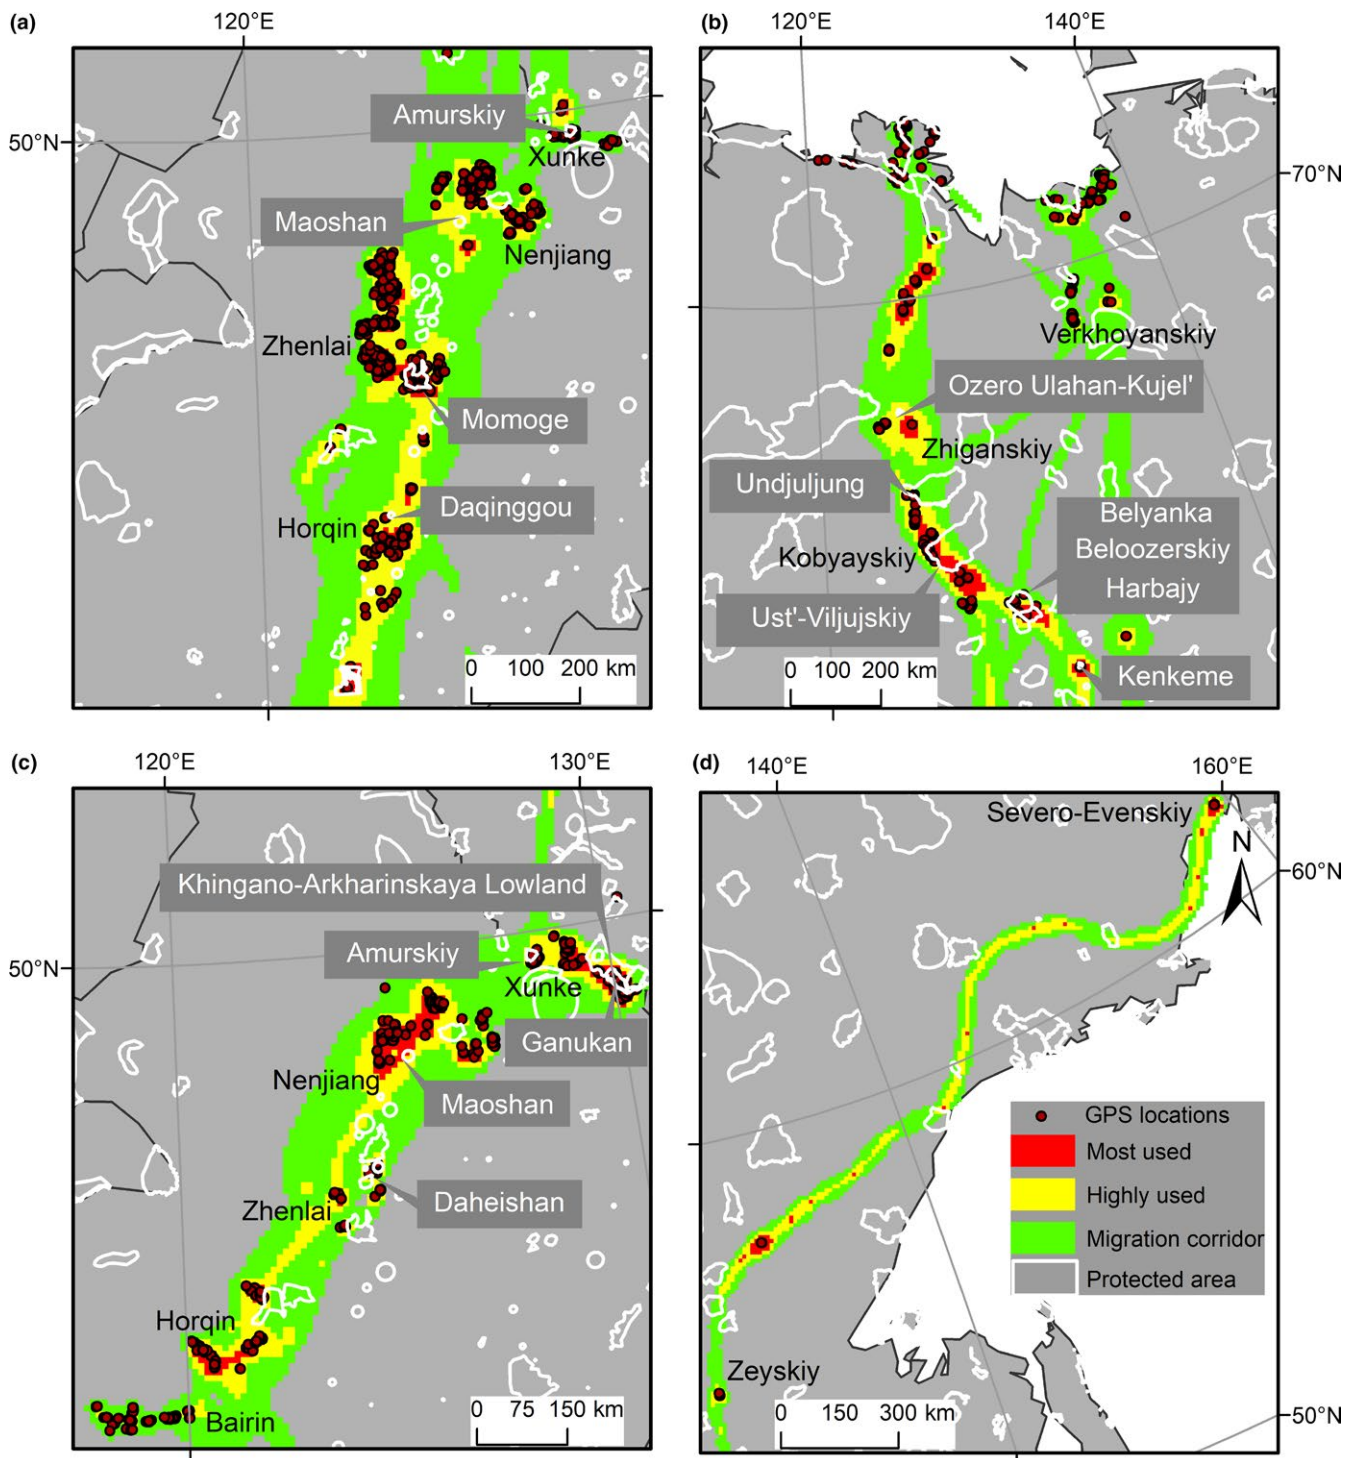 (a)
120°E
50°N
Amurskiy
Xunke
Maoshan
Nenjiang
Zhenlai
Momoge
Daqinggou
Horqin
0 100 200 km
(b)
120°E
140°E
70°N
Verkhoyanskiy
Ozero Ulahan-Kujel'
Zhiganskiy
Undjuljung
Belyanka
Beloozerskiy
Harbajy
Kobyayskiy
Ust'-Viljujskiy
Kenkeme
0 100 200 km
(c)
120°E
130°E
Khingano-Arkharinskaya Lowland
Amurskiy
50°N
Xunke
Ganukan
Nenjiang
Maoshan
Daheishan
Zhenlai
Horqin
Bairin
0 75 150 km
(d)
140°E
160°E
Severo-Evenskiy
N
60°N
GPS locations
Most used
Highly used
Migration corridor
Protected area
Zeyskiy
0 150 300 km
50°N